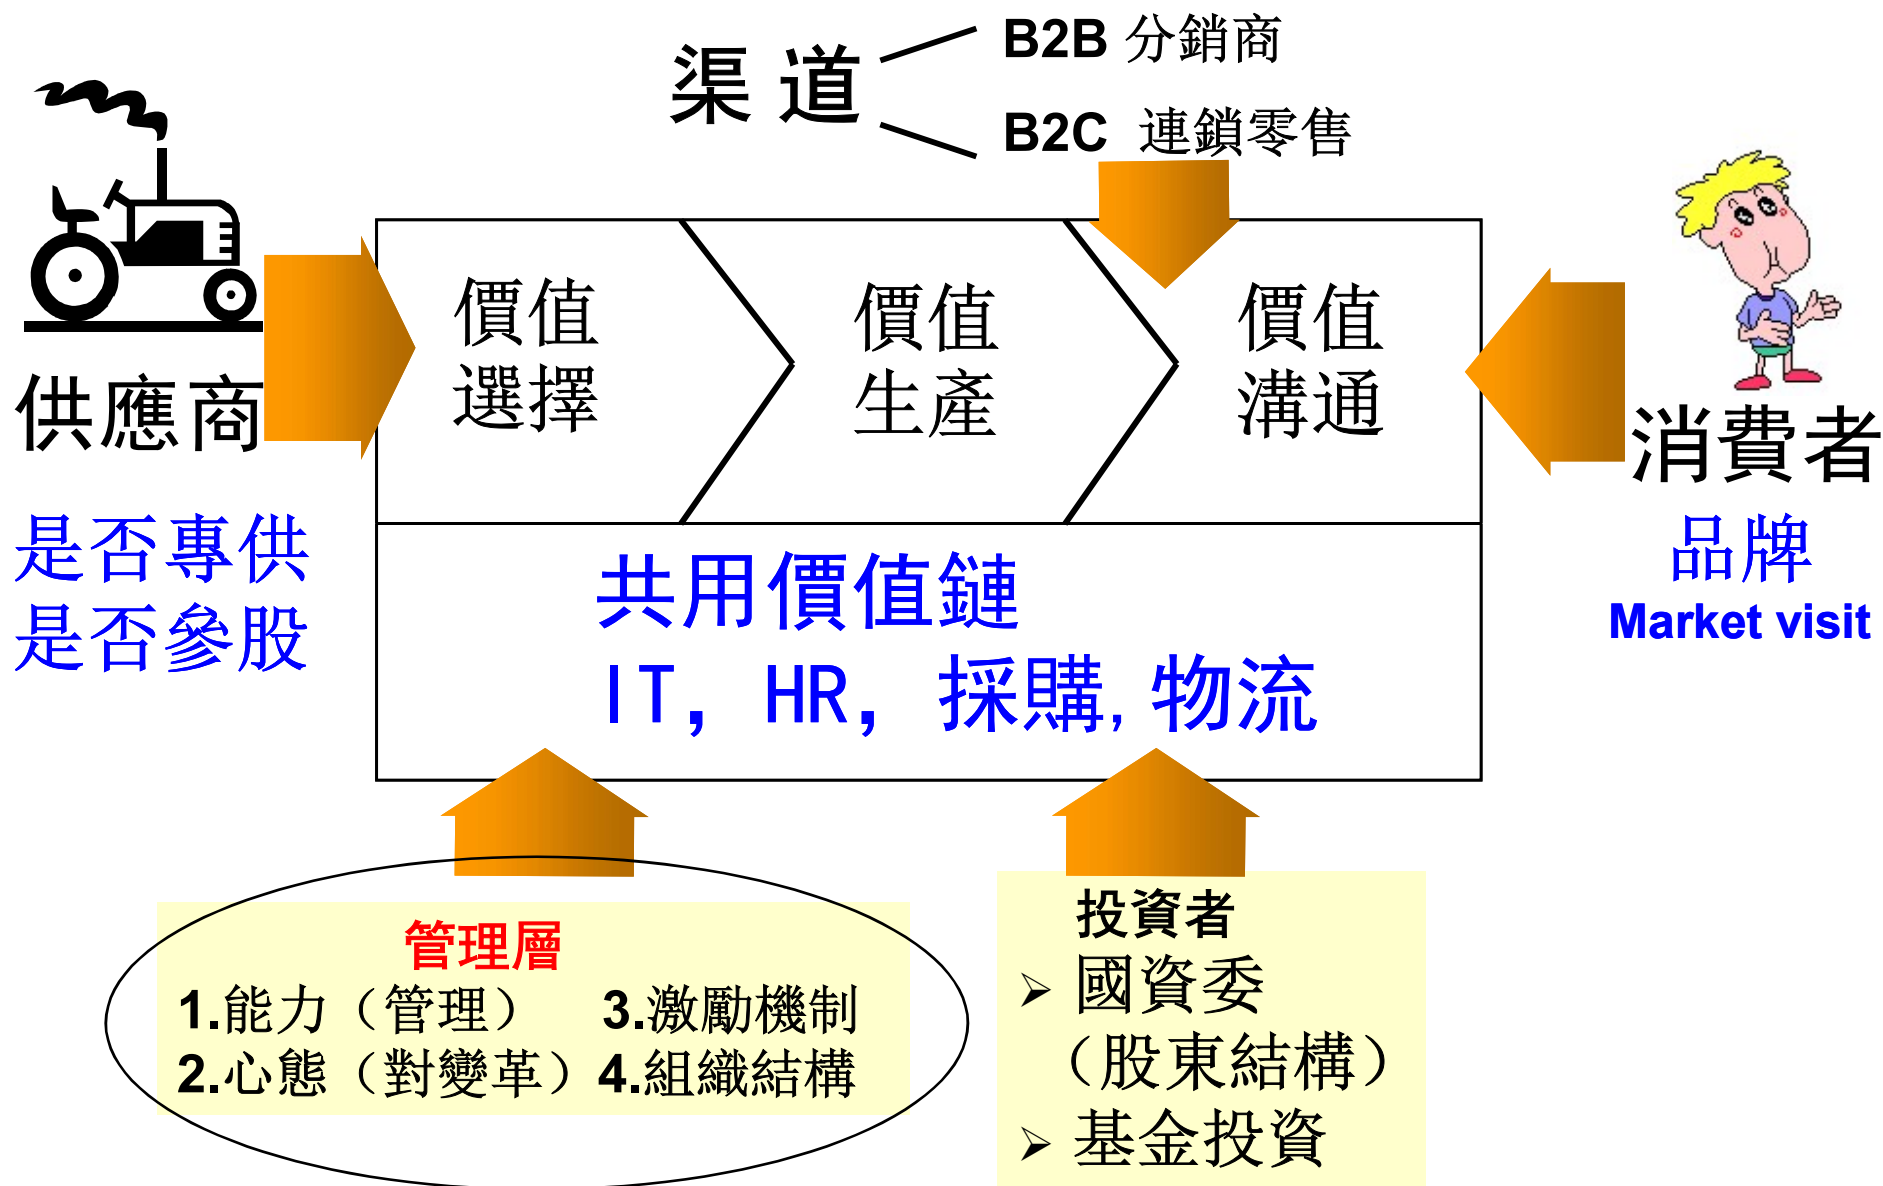 渠 道
B2B 分銷商
B2C 連鎖零售
供應商
是否專供
是否參股
價值
選擇
價值
生產
價值
溝通
消費者
品牌
Market visit
共用價值鏈
IT, HR, 採購,物流
管理層
1.能力（管理） 3.激勵機制
2.心態（對變革）4.組織結構
投資者
➢ 國資委
（股東結構）
➢ 基金投資